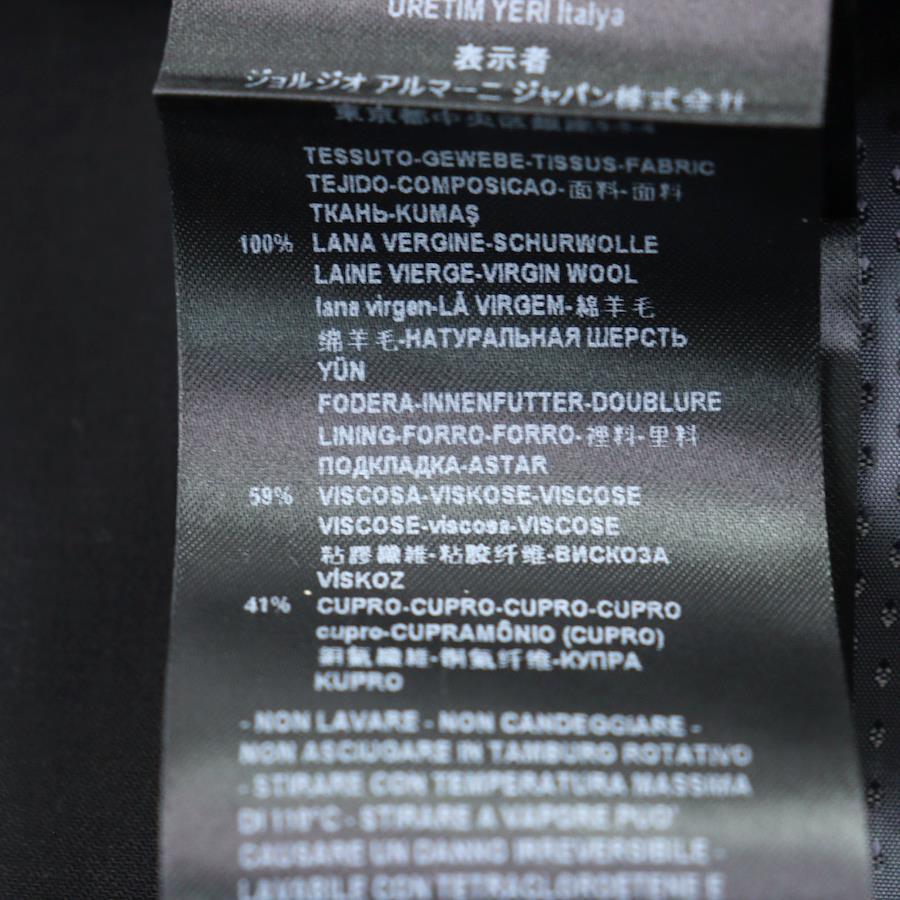 ÜRETİM YERİ İtalya
表示者
ジョルジオ アルマーニ ジャパン株式会社
TESSUTO-GEWEBE-TISSUS-FABRIC
TEJIDO-COMPOSICAO-面料-面料
ТКАНЬ-KUMAŞ
100% LANA VERGINE-SCHURWOLLE
LAINE VIERGE-VIRGIN WOOL
lana virgen-LÃ VIRGEM-綿羊毛
绵羊毛-НАТУРАЛЬНАЯ ШЕРСТЬ
YÜN
FODERA-INNENFUTTER-DOUBLURE
LINING-FORRO-FORRO-裡料-里料
ПОДКЛАДКА-ASTAR
59% VISCOSA-VISKOSE-VISCOSE
VISCOSE-viscosa-VISCOSE
粘膠纖維-粘胶纤维-ВИСКОЗА
VİSKOZ
41% CUPRO-CUPRO-CUPRO-CUPRO
cupro-CUPRAMÔNIO (CUPRO)
銅氨纖維-铜氨纤维-КУПРА
KUPRO
- NON LAVARE - NON CANDEGGIARE -
NON ASCIUGARE IN TAMBURO ROTATIVO
- STIRARE CON TEMPERATURA MASSIMA
DI 110°C - STIRARE A VAPORE PUO'
CAUSARE UN DANNO IRREVERSIBILE -
LAVABILE CON TETRACLOROETENE E